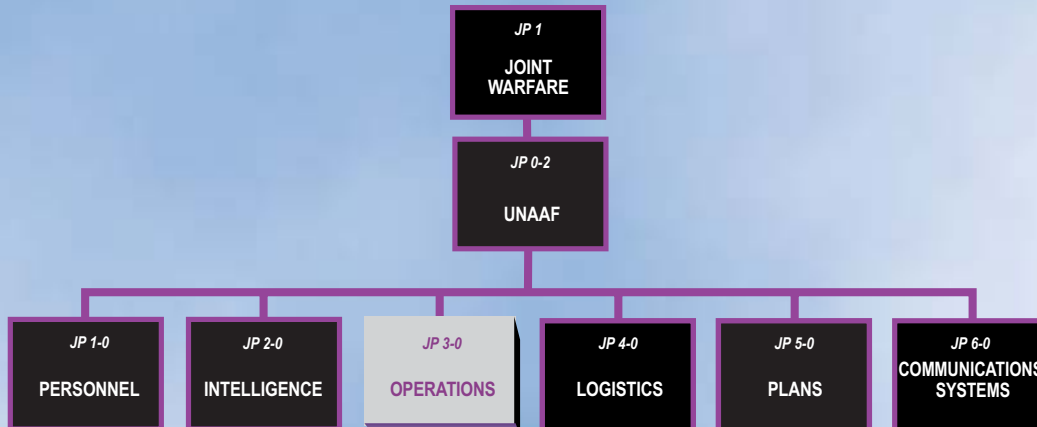 JP 1
JOINT
WARFARE
JP 0-2
UNAAF
JP 1-0
PERSONNEL
JP 2-0
INTELLIGENCE
JP 3-0
OPERATIONS
JP 4-0
LOGISTICS
JP 5-0
PLANS
JP 6-0
COMMUNICATIONS
SYSTEMS